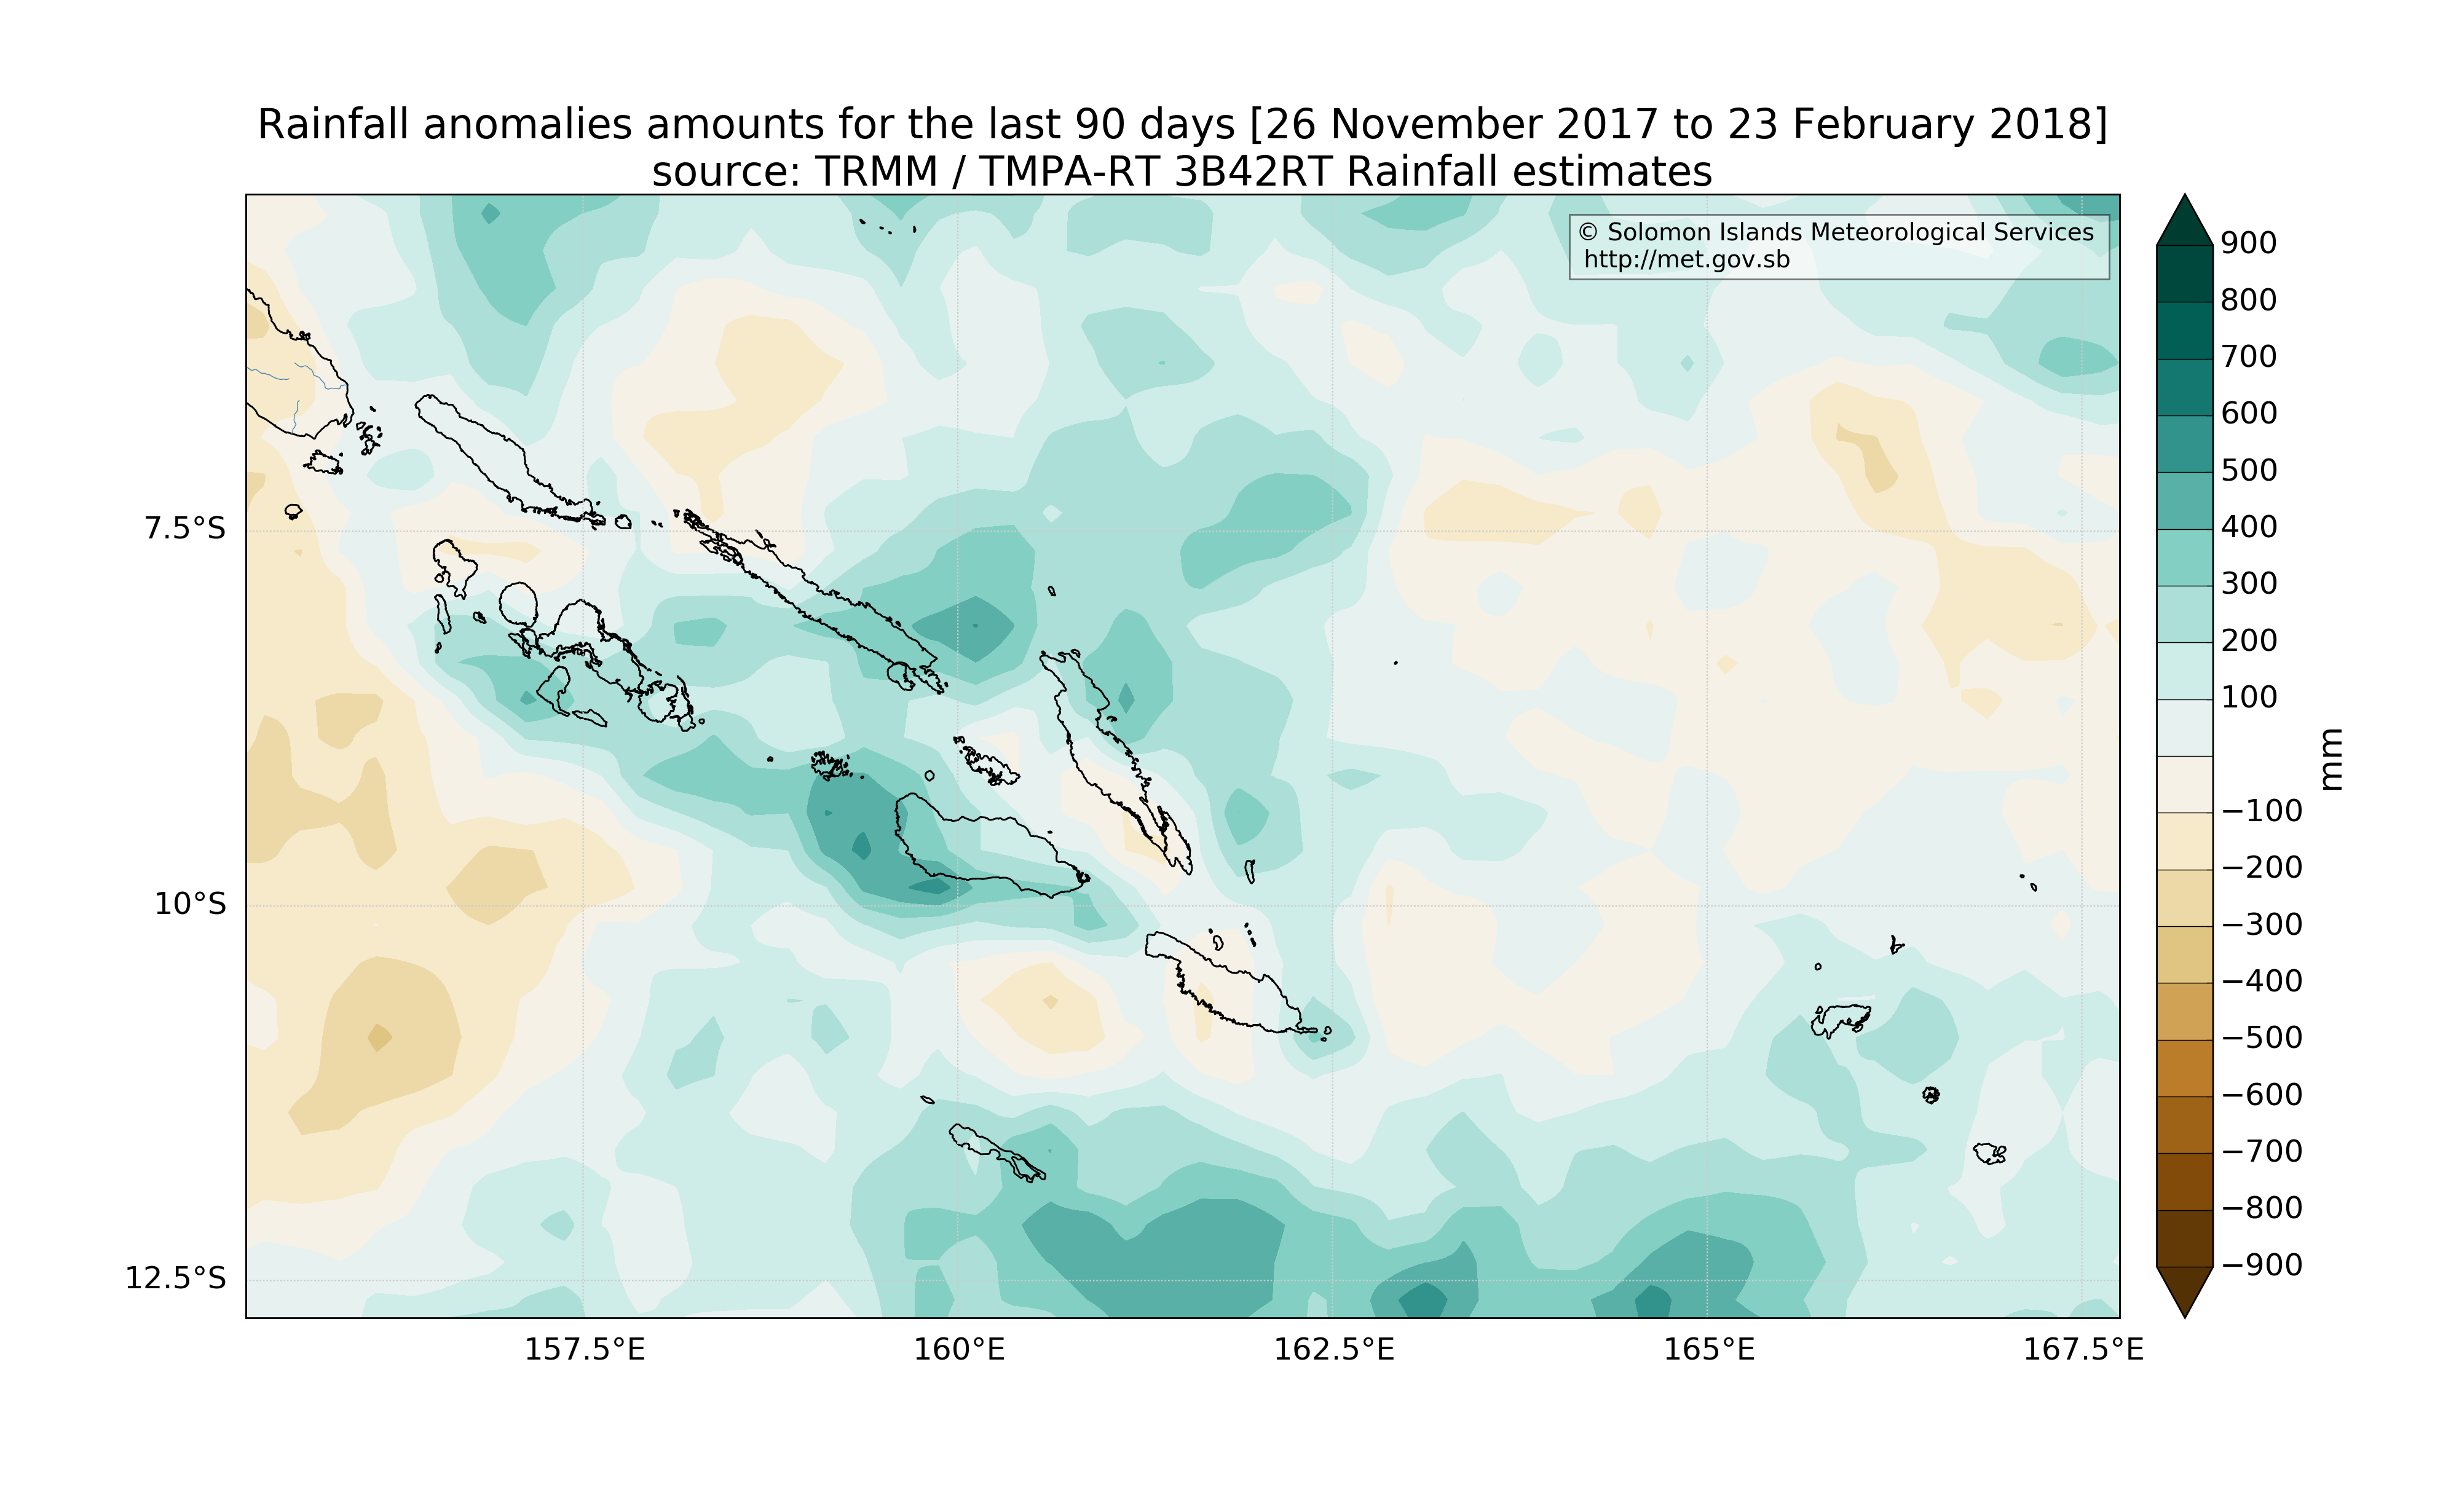 Rainfall anomalies amounts for the last 90 days [26 November 2017 to 23 February 2018]
source: TRMM / TMPA-RT 3B42RT Rainfall estimates
© Solomon Islands Meteorological Services
http://met.gov.sb
7.5°S
10°S
12.5°S
157.5°E
160°E
162.5°E
165°E
167.5°E
900
800
700
600
500
400
300
200
100
−100
−200
−300
−400
−500
−600
−700
−800
−900
mm